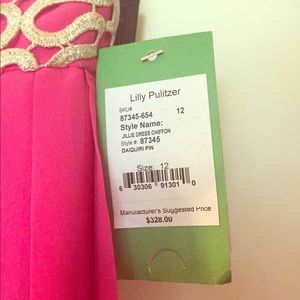 Lilly Pulitzer
SKU#
87345-654 12
Style Name:
JILLIE DRESS CHIFFON
Style #: 87345
DAIQUIRI PIN
Size: 12
6 30306 91301 0
Manufacturer's Suggested Price
$328.00